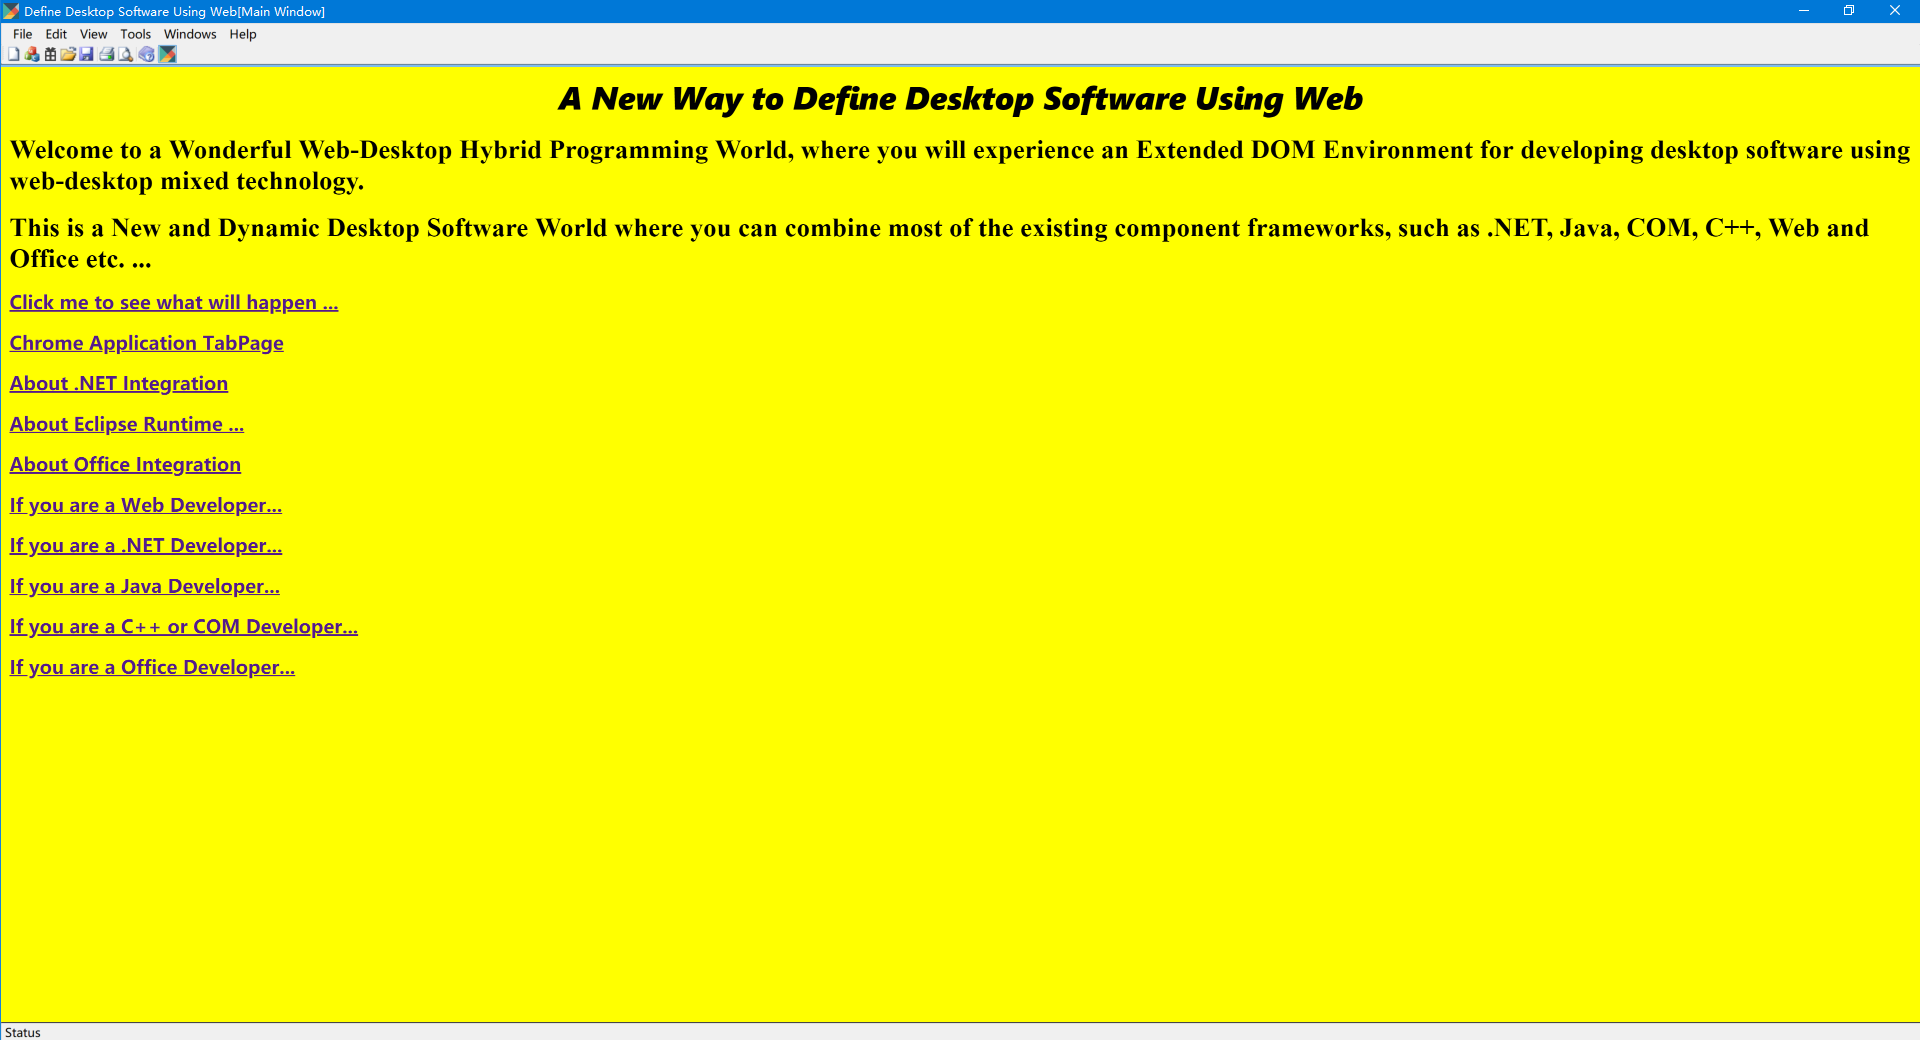 Define Desktop Software Using Web[Main Window]
File Edit View Tools Windows Help
A New Way to Define Desktop Software Using Web
Welcome to a Wonderful Web-Desktop Hybrid Programming World, where you will experience an Extended DOM Environment for developing desktop software using
web-desktop mixed technology.
This is a New and Dynamic Desktop Software World where you can combine most of the existing component frameworks, such as .NET, Java, COM, C++, Web and
Office etc. ...
Click me to see what will happen ...
Chrome Application TabPage
About .NET Integration
About Eclipse Runtime ...
About Office Integration
If you are a Web Developer...
If you are a .NET Developer...
If you are a Java Developer...
If you are a C++ or COM Developer...
If you are a Office Developer...
Status